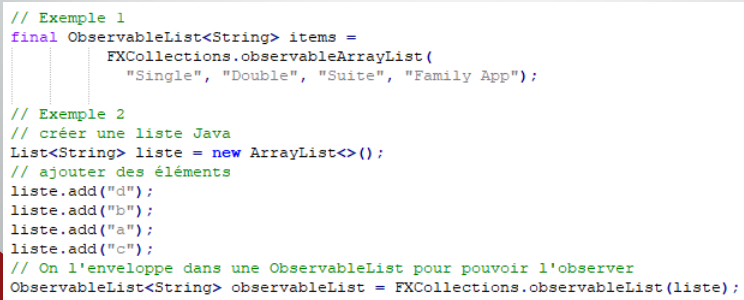 // Exemple 1
final ObservableList<String> items =
FXCollections.observableArrayList(
"Single", "Double", "Suite", "Family App");
// Exemple 2
// créer une liste Java
List<String> liste = new ArrayList<>();
// ajouter des éléments
liste.add("d");
liste.add("b");
liste.add("a");
liste.add("c");
// On l'enveloppe dans une ObservableList pour pouvoir l'observer
ObservableList<String> observableList = FXCollections.observableList(liste);